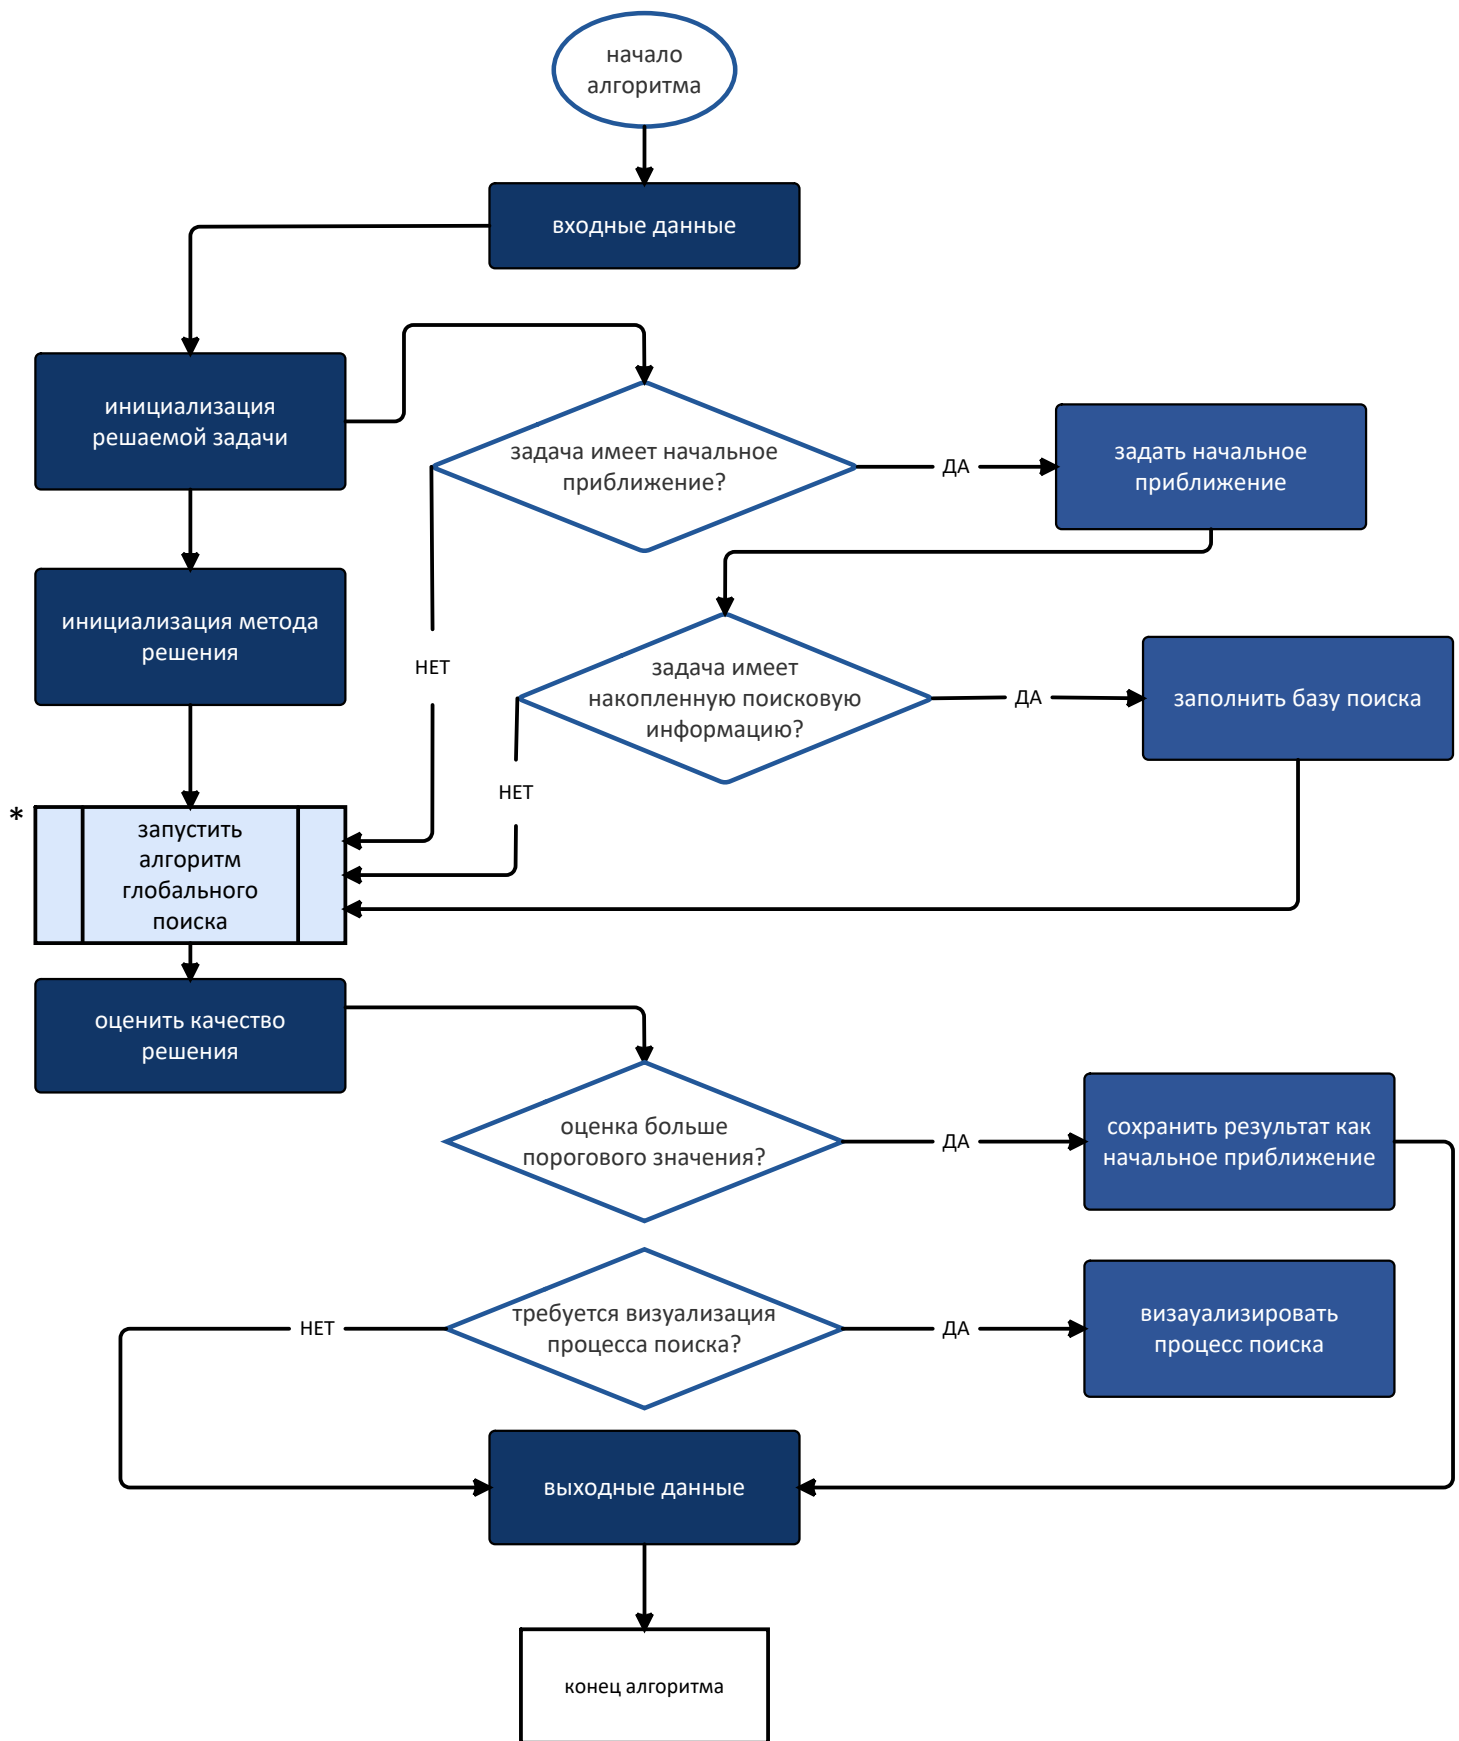 начало
алгоритма
входные данные
инициализация
решаемой задачи
задача имеет начальное
приближение?
ДА
задать начальное
приближение
инициализация метода
решения
НЕТ
задача имеет
накопленную поисковую
информацию?
ДА
заполнить базу поиска
НЕТ
*
запустить
алгоритм
глобального
поиска
оценить качество
решения
оценка больше
порогового значения?
ДА
сохранить результат как
начальное приближение
НЕТ
требуется визуализация
процесса поиска?
ДА
визауализировать
процесс поиска
выходные данные
конец алгоритма